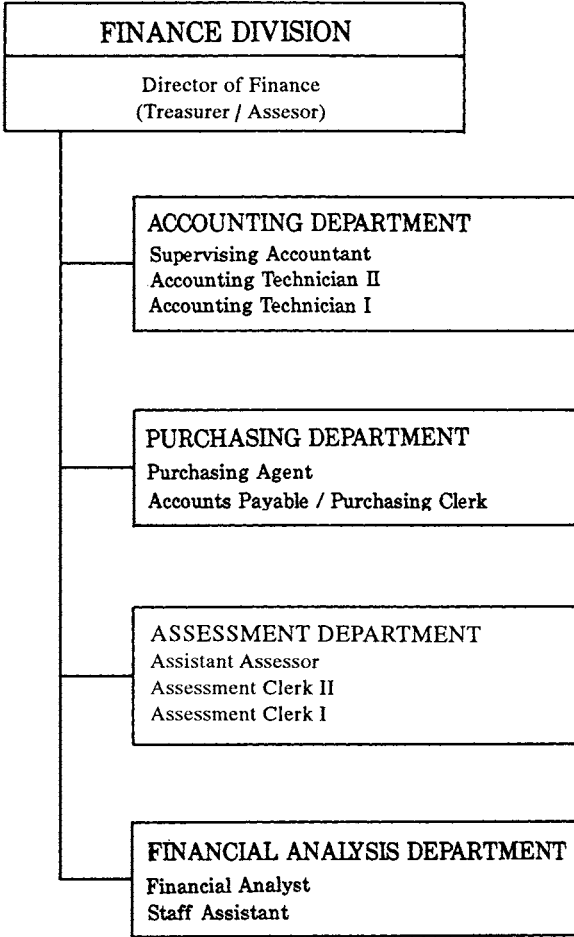 FINANCE DIVISION
Director of Finance
(Treasurer / Assesor)
ACCOUNTING DEPARTMENT
Supervising Accountant
Accounting Technician II
Accounting Technician I
PURCHASING DEPARTMENT
Purchasing Agent
Accounts Payable / Purchasing Clerk
ASSESSMENT DEPARTMENT
Assistant Assessor
Assessment Clerk II
Assessment Clerk I
FINANCIAL ANALYSIS DEPARTMENT
Financial Analyst
Staff Assistant